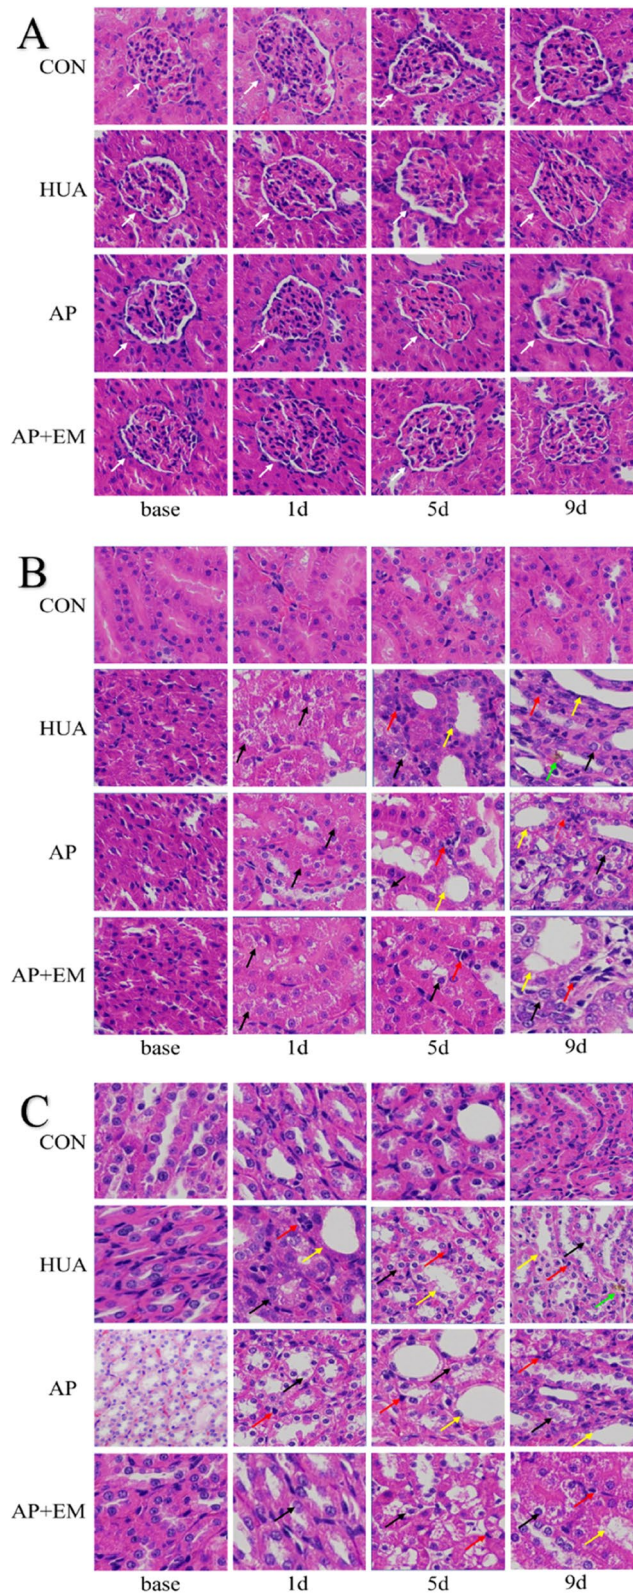 A
CON
HUA
AP
AP+EM
base 1d 5d 9d
B
CON
HUA
AP
AP+EM
base 1d 5d 9d
C
CON
HUA
AP
AP+EM
base 1d 5d 9d